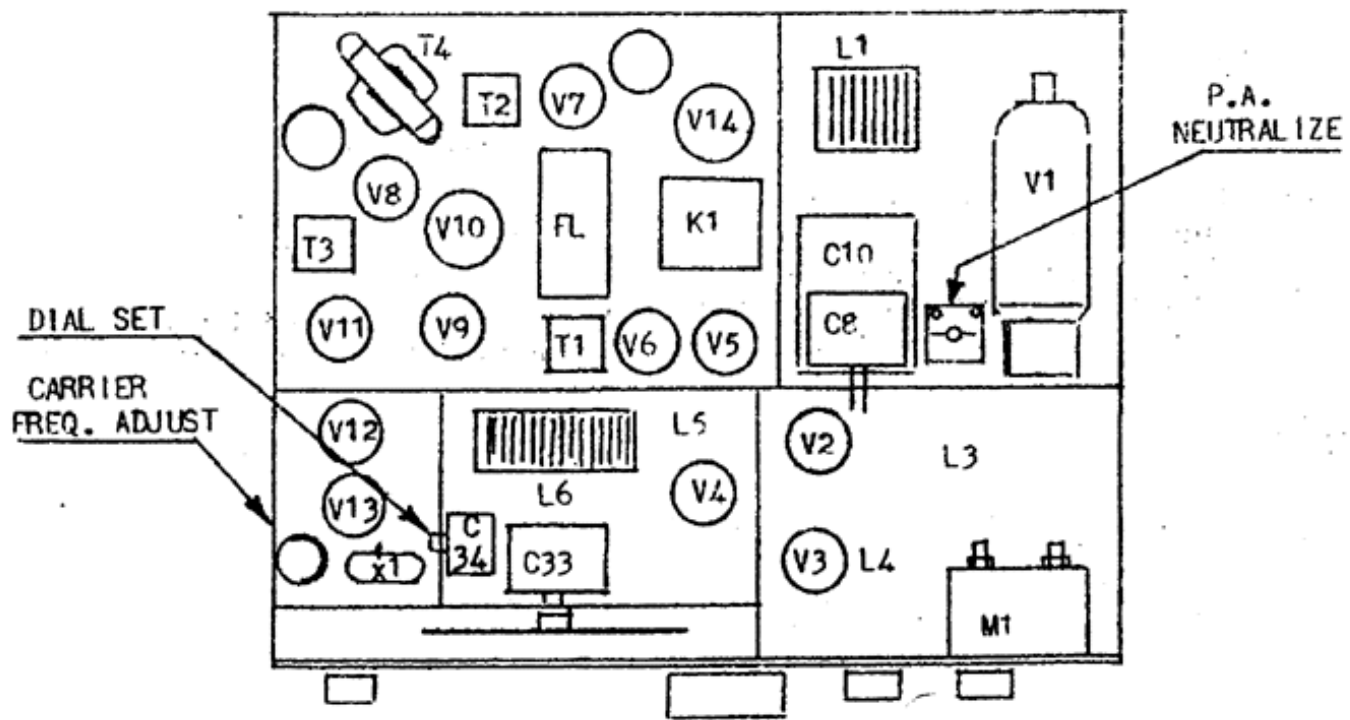 T4
T2
V7
V14
L1
P.A.
NEUTRALIZE
V8
V10
FL
K1
V1
T3
C10
C8
V11
V9
T1
V6
V5
DIAL SET
CARRIER
FREQ. ADJUST
V12
L5
V2
L3
V13
L6
V4
C
34
C33
X1
V3
L4
M1